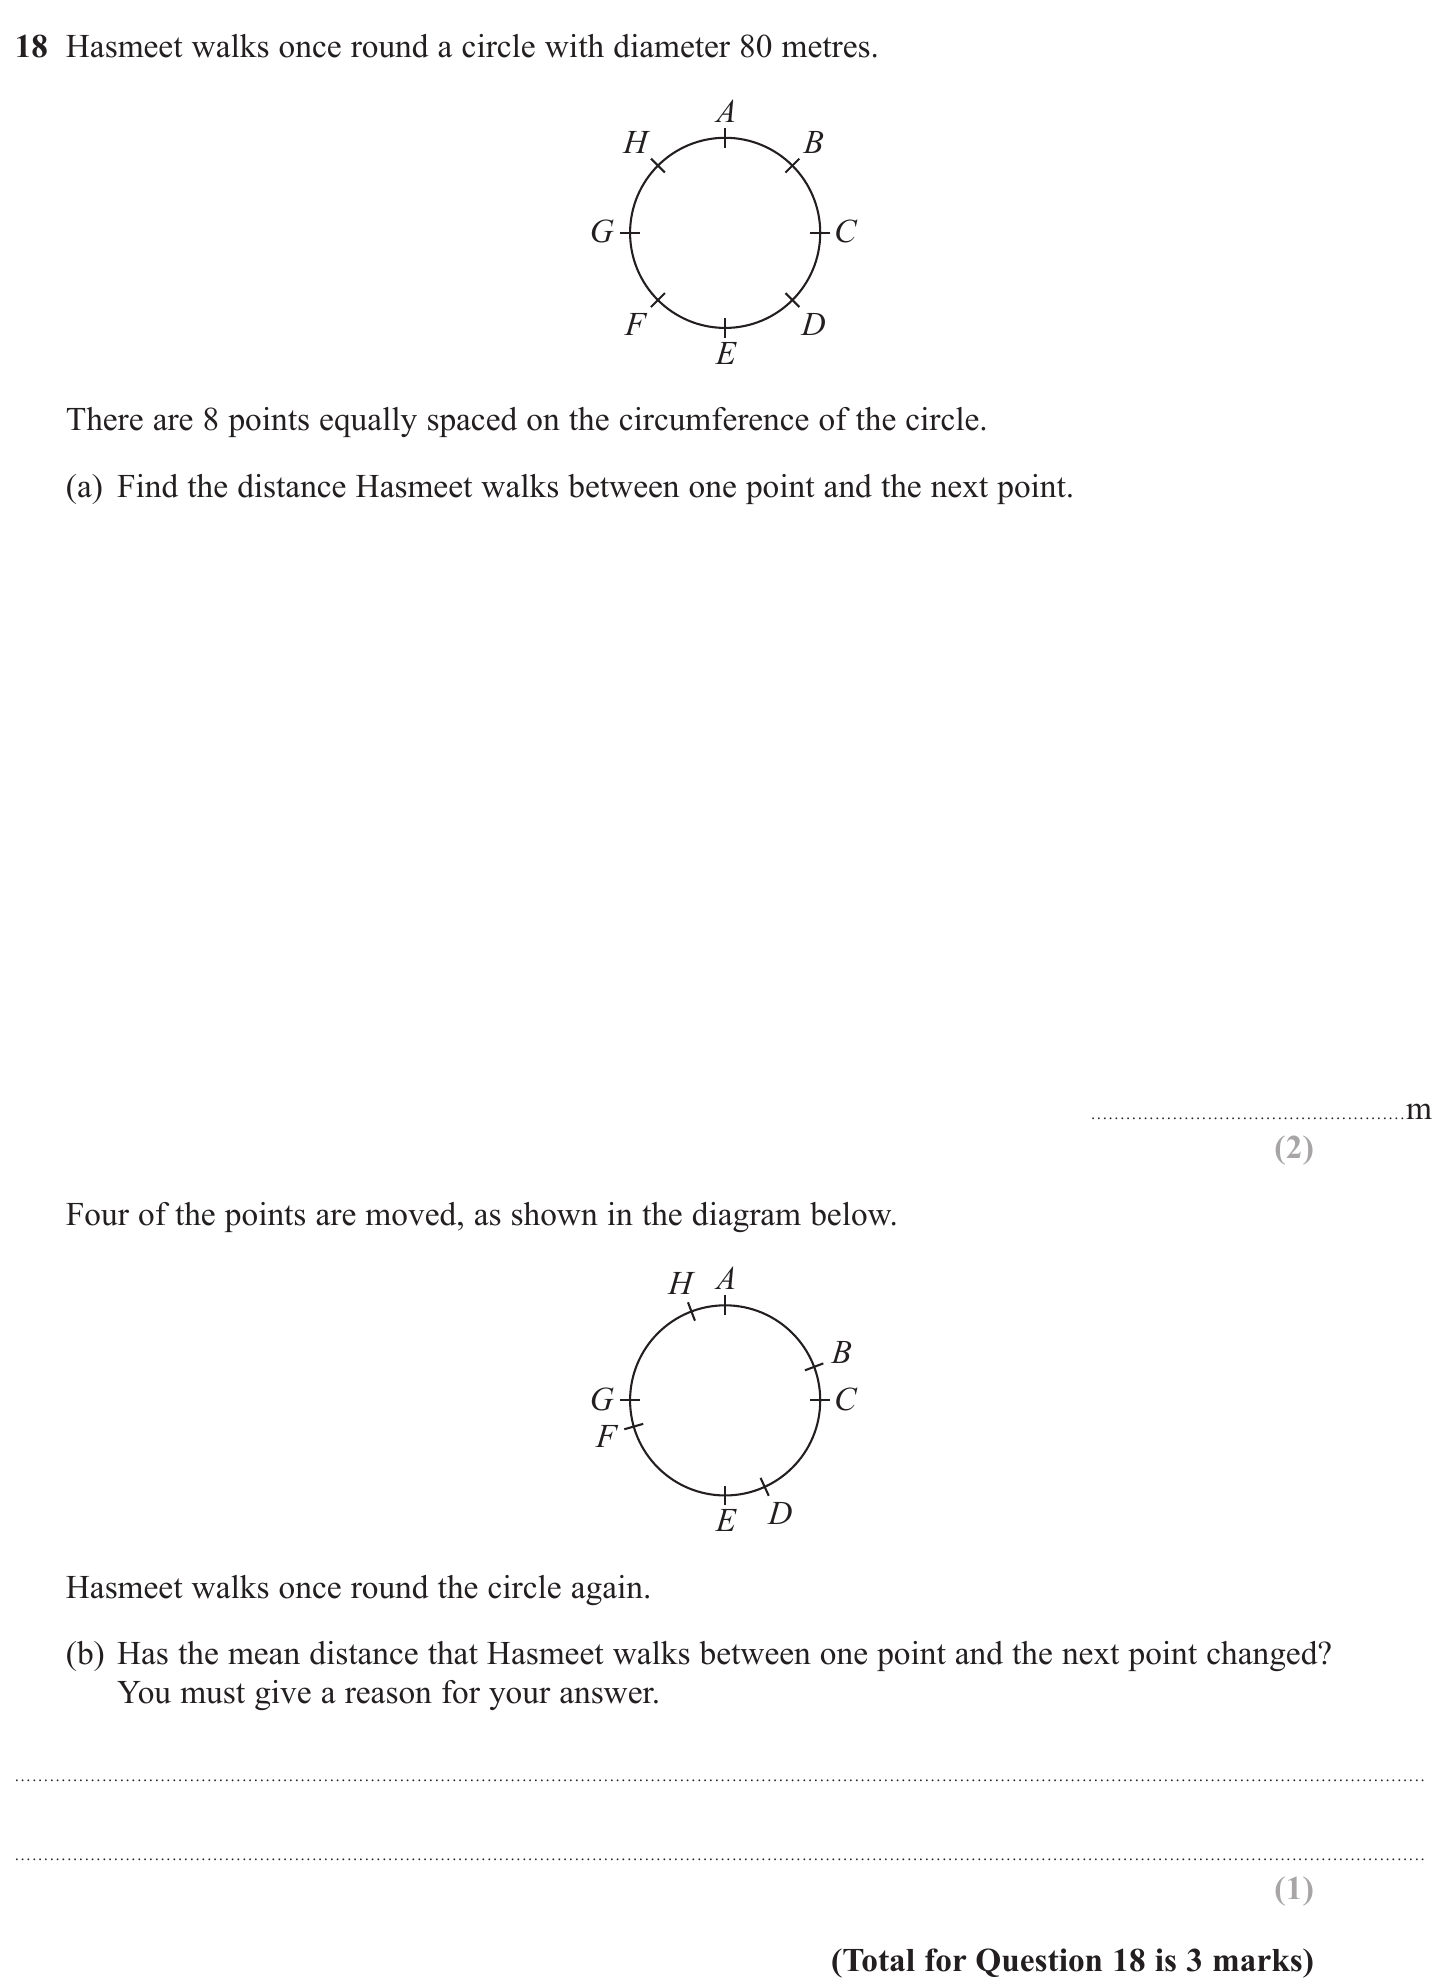 18 Hasmeet walks once round a circle with diameter 80 metres.
A
H
B
G
C
F
D
E
There are 8 points equally spaced on the circumference of the circle.
(a) Find the distance Hasmeet walks between one point and the next point.
m
(2)
Four of the points are moved, as shown in the diagram below.
H A
B
G
C
F
E
D
Hasmeet walks once round the circle again.
(b) Has the mean distance that Hasmeet walks between one point and the next point changed?
You must give a reason for your answer.
(1)
(Total for Question 18 is 3 marks)